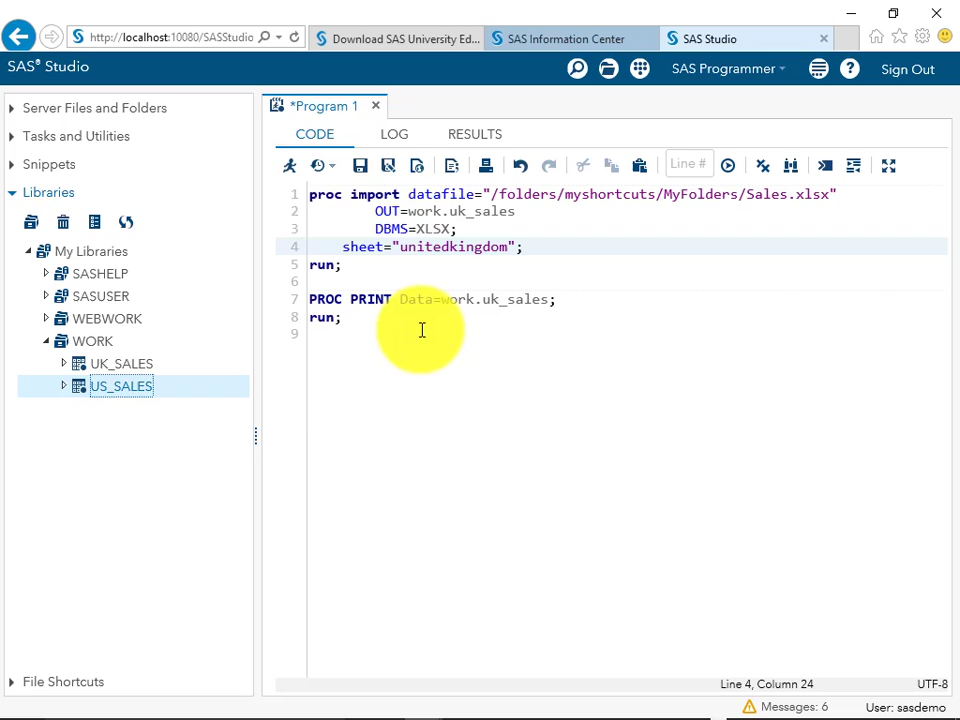 http://localhost:10080/SASStudio
Download SAS University Ed...
SAS Information Center
SAS Studio
SAS® Studio
SAS Programmer
Sign Out
Server Files and Folders
Tasks and Utilities
Snippets
Libraries
My Libraries
SASHELP
SASUSER
WEBWORK
WORK
UK_SALES
US_SALES
File Shortcuts
*Program 1
CODE LOG RESULTS
Line #
1 proc import datafile="/folders/myshortcuts/MyFolders/Sales.xlsx"
2 OUT=work.uk_sales
3 DBMS=XLSX;
4 sheet="unitedkingdom";
5 run;
6
7 PROC PRINT Data=work.uk_sales;
8 run;
9
Line 4, Column 24
UTF-8
Messages: 6
User: sasdemo